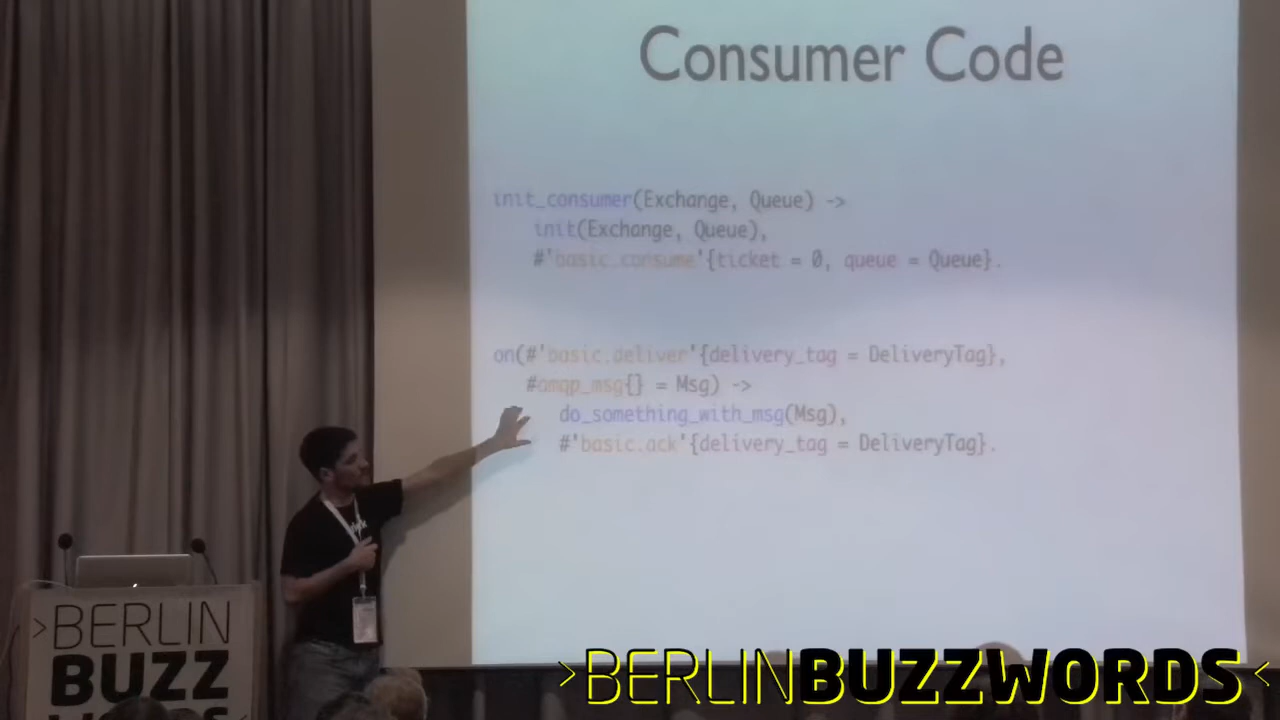 Consumer Code
init_consumer(Exchange, Queue) ->
init(Exchange, Queue),
#'basic.consume'{ticket = 0, queue = Queue}.
on(#'basic.deliver'{delivery_tag = DeliveryTag},
#amqp_msg{} = Msg) ->
do_something_with_msg(Msg),
#'basic.ack'{delivery_tag = DeliveryTag}.
>BERLIN
BUZZ
WORDS<
>BERLINBUZZWORDS<